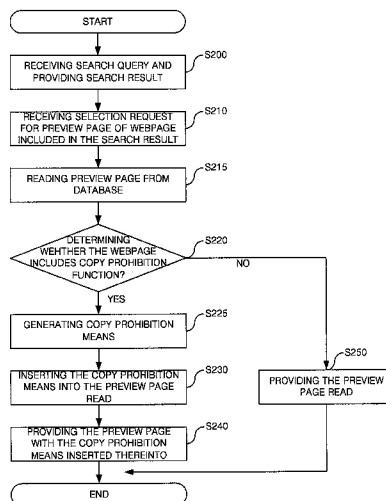 START
S200
RECEIVING SEARCH QUERY AND
PROVIDING SEARCH RESULT
S210
RECEIVING SELECTION REQUEST
FOR PREVIEW PAGE OF WEBPAGE
INCLUDED IN THE SEARCH RESULT
S215
READING PREVIEW PAGE FROM
DATABASE
S220
DETERMINING
WEHTHER THE WEBPAGE
INCLUDES COPY PROHIBITION
FUNCTION?
NO
YES
S225
GENERATING COPY PROHIBITION
MEANS
S230
INSERTING THE COPY PROHIBITION
MEANS INTO THE PREVIEW PAGE
READ
S250
PROVIDING THE PREVIEW
PAGE READ
S240
PROVIDING THE PREVIEW PAGE
WITH THE COPY PROHIBITION
MEANS INSERTED THEREINTO
END